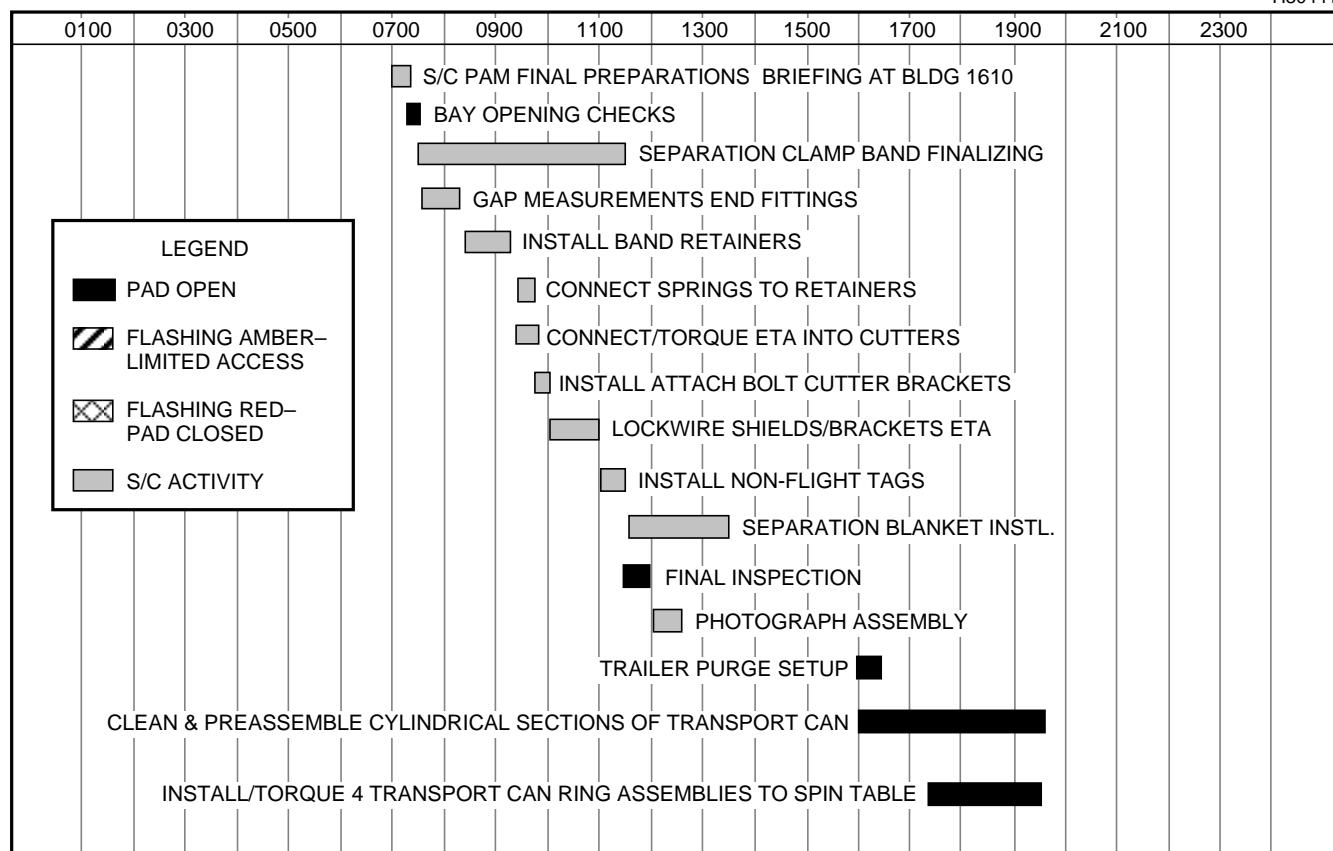 0100 0300 0500 0700 0900 1100 1300 1500 1700 1900 2100 2300
S/C PAM FINAL PREPARATIONS BRIEFING AT BLDG 1610
BAY OPENING CHECKS
SEPARATION CLAMP BAND FINALIZING
GAP MEASUREMENTS END FITTINGS
INSTALL BAND RETAINERS
CONNECT SPRINGS TO RETAINERS
CONNECT/TORQUE ETA INTO CUTTERS
INSTALL ATTACH BOLT CUTTER BRACKETS
LOCKWIRE SHIELDS/BRACKETS ETA
INSTALL NON-FLIGHT TAGS
SEPARATION BLANKET INSTL.
FINAL INSPECTION
PHOTOGRAPH ASSEMBLY
TRAILER PURGE SETUP
CLEAN & PREASSEMBLE CYLINDRICAL SECTIONS OF TRANSPORT CAN
INSTALL/TORQUE 4 TRANSPORT CAN RING ASSEMBLIES TO SPIN TABLE
LEGEND
PAD OPEN
FLASHING AMBER–
LIMITED ACCESS
FLASHING RED–
PAD CLOSED
S/C ACTIVITY